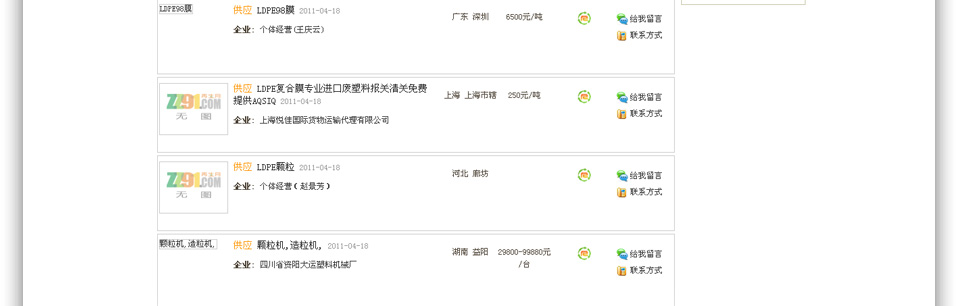 LDPE98膜
供应 LDPE98膜 2011-04-18
企业：个体经营(王庆云)
广东 深圳 6500元/吨
给我留言
联系方式
ZZ91.COM
无 图
供应 LDPE复合膜专业进口废塑料报关清关免费
提供AQSIQ 2011-04-18
企业：上海悦佳国际货物运输代理有限公司
上海 上海市辖 250元/吨
给我留言
联系方式
ZZ91.COM
无 图
供应 LDPE颗粒 2011-04-18
企业：个体经营 ( 赵景芳 )
河北 廊坊
给我留言
联系方式
颗粒机,造粒机,
供应 颗粒机,造粒机, 2011-04-18
企业：四川省资阳大运塑料机械厂
湖南 益阳 29800-99880元
/台
给我留言
联系方式